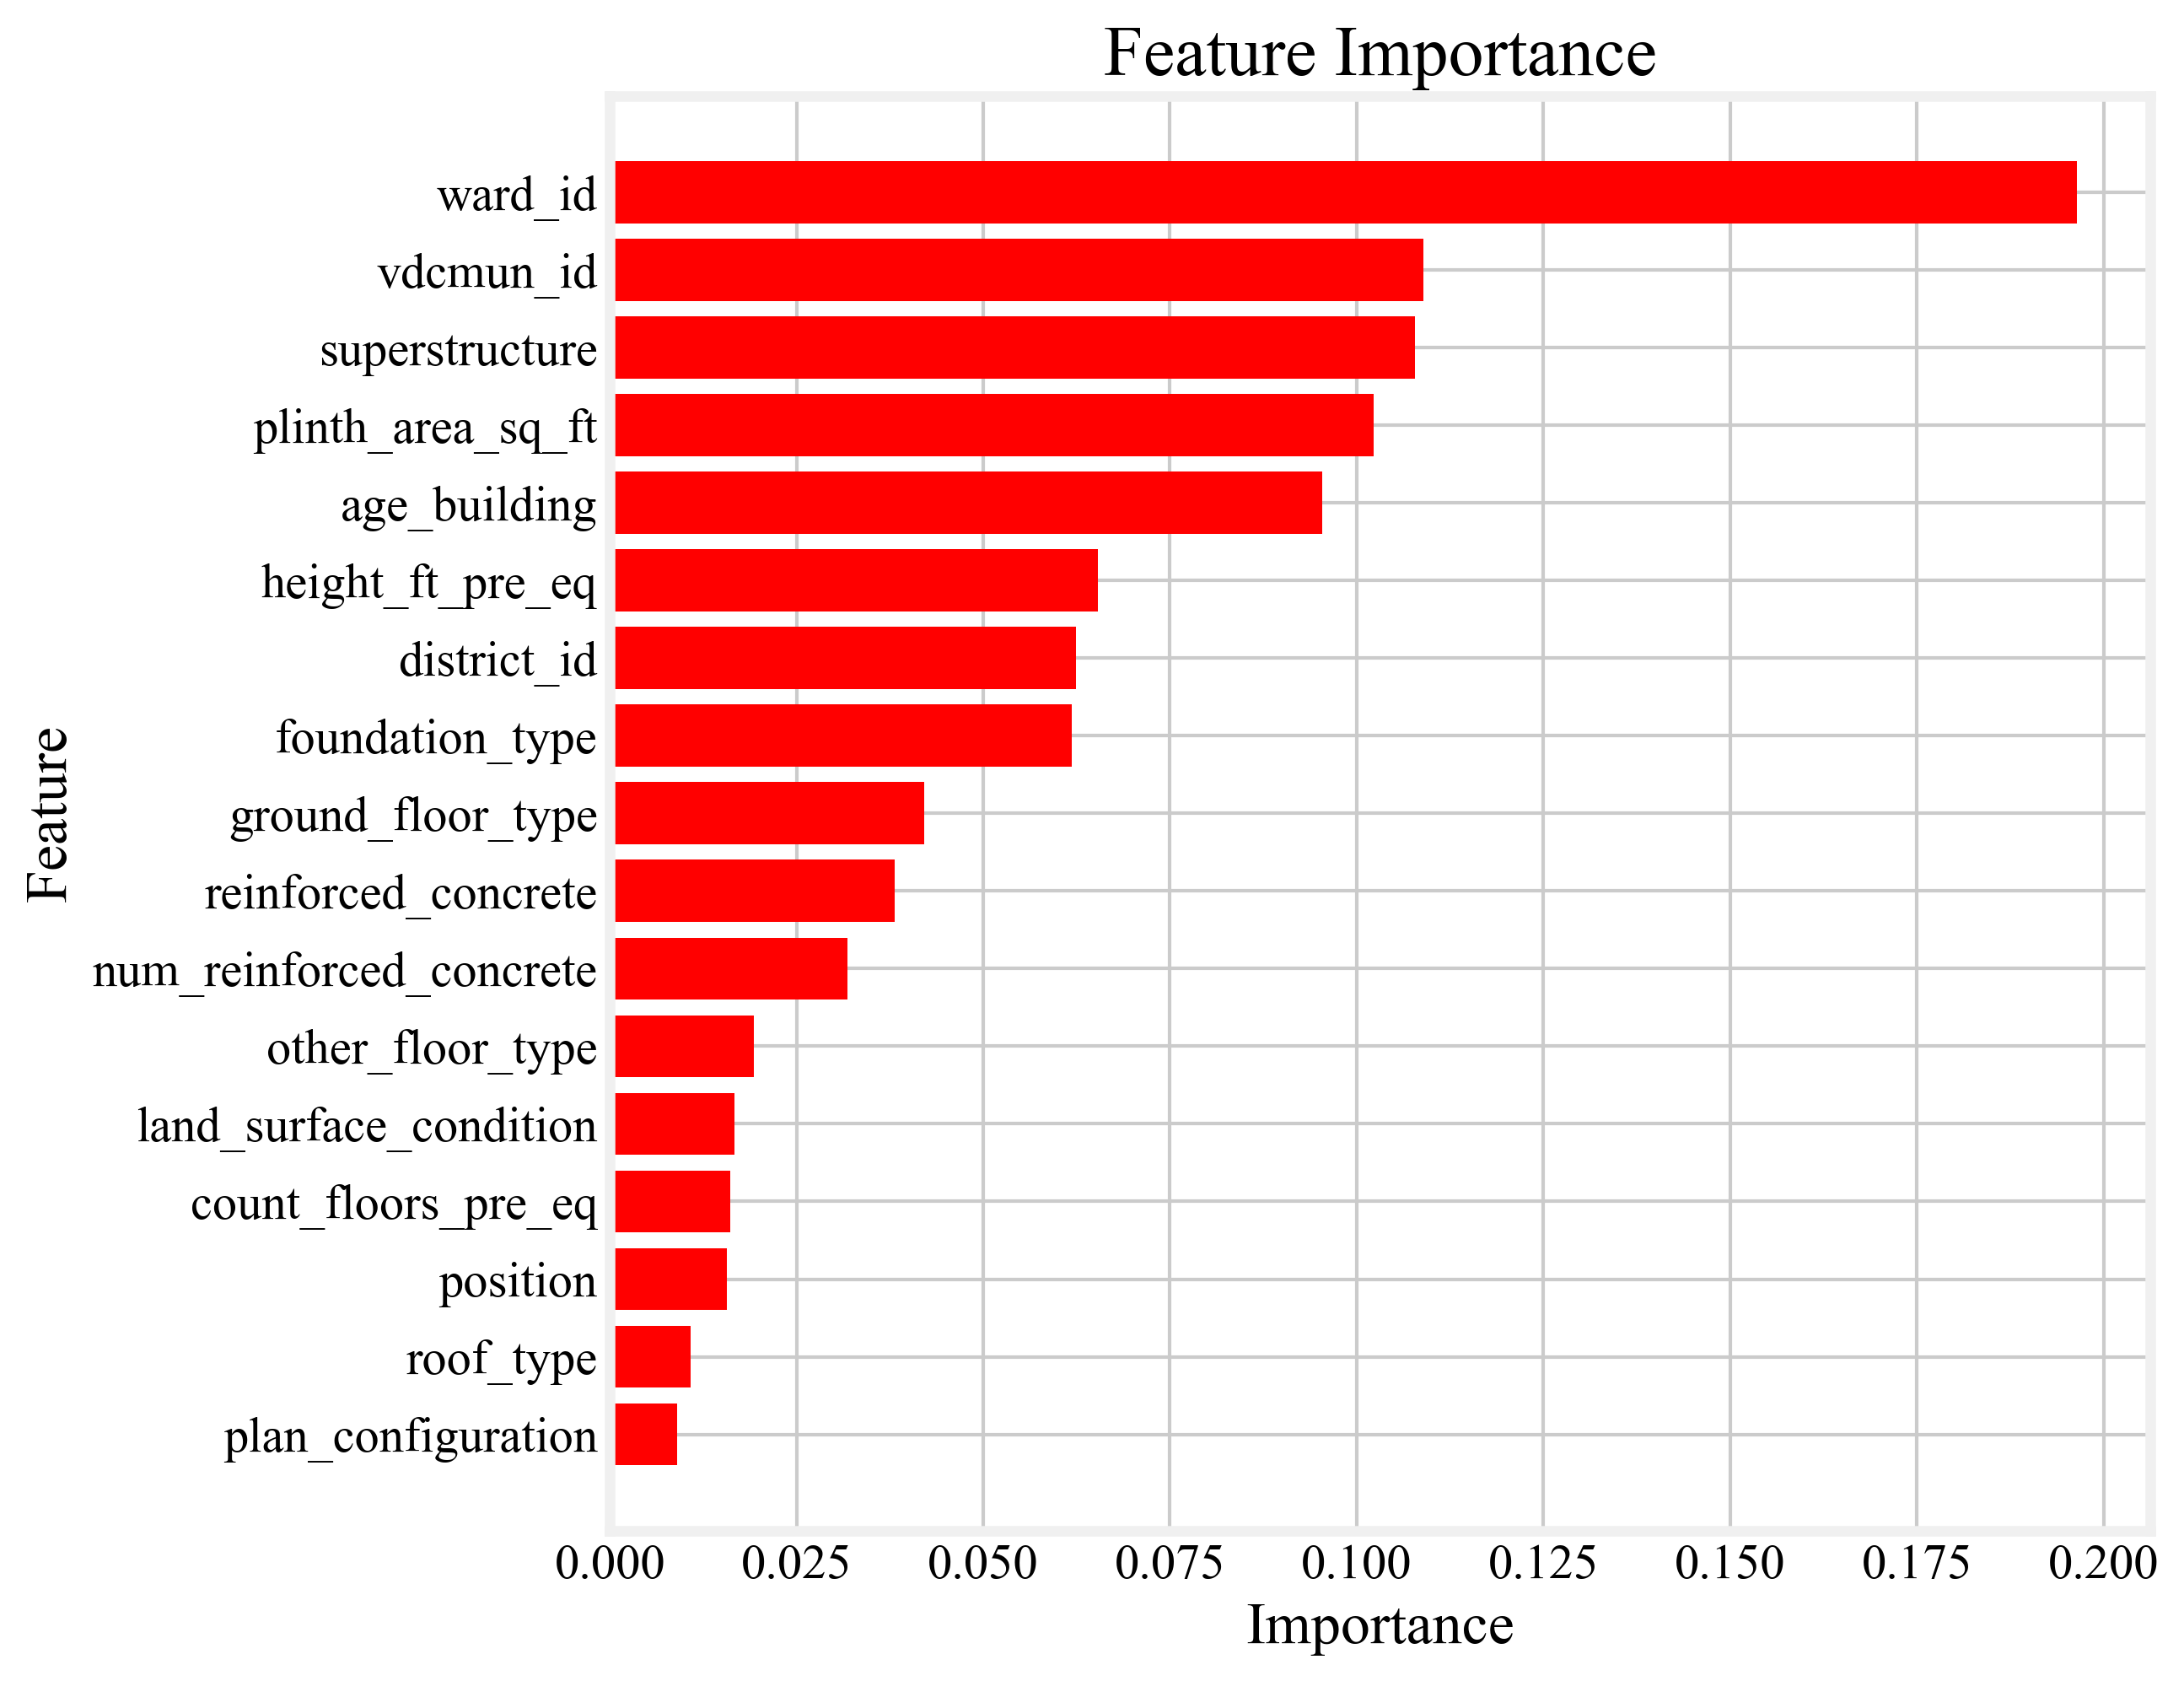 Feature Importance
ward_id
vdcmun_id
superstructure
plinth_area_sq_ft
age_building
height_ft_pre_eq
district_id
foundation_type
ground_floor_type
reinforced_concrete
num_reinforced_concrete
other_floor_type
land_surface_condition
count_floors_pre_eq
position
roof_type
plan_configuration
Feature
0.000 0.025 0.050 0.075 0.100 0.125 0.150 0.175 0.200
Importance